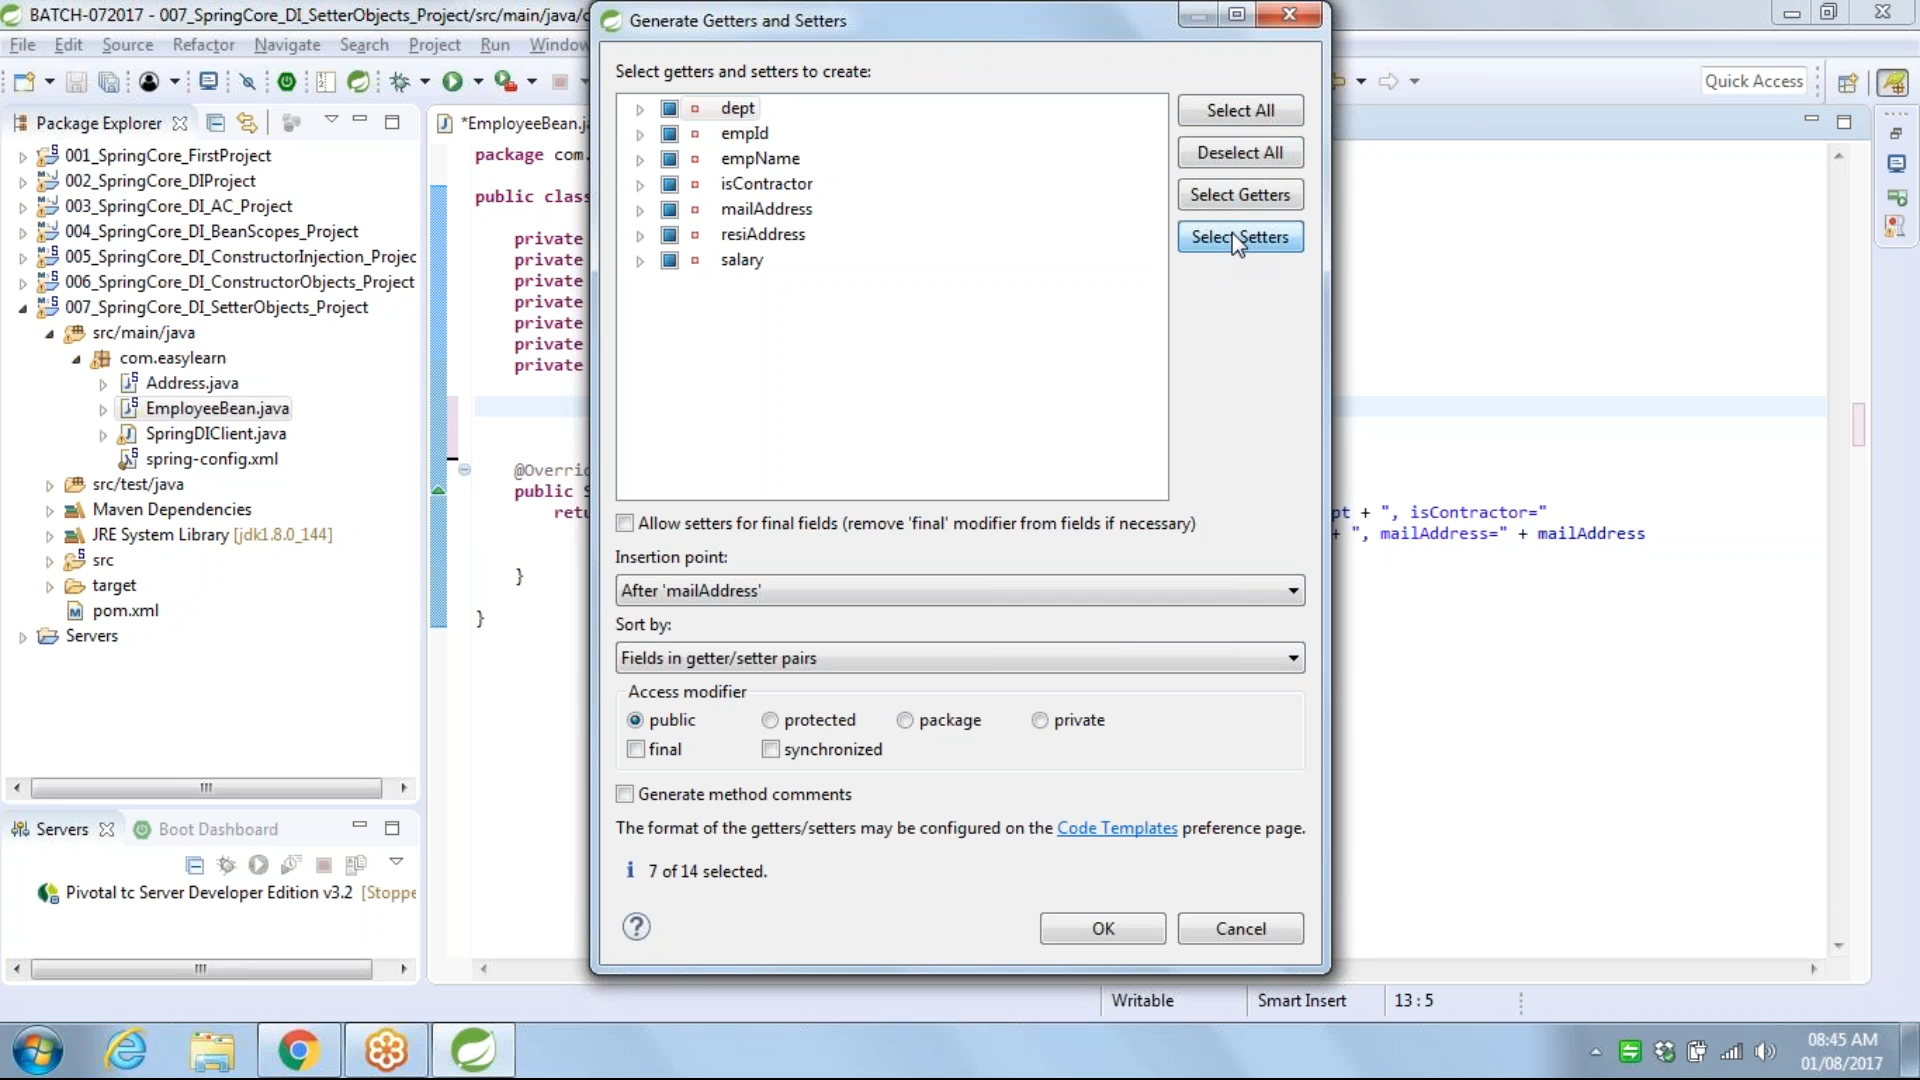 BATCH-072017 - 007_SpringCore_DI_SetterObjects_Project/src/main/java/c
Generate Getters and Setters
File Edit Source Refactor Navigate Search Project Run Window
Quick Access
Package Explorer
001_SpringCore_FirstProject
002_SpringCore_DIProject
003_SpringCore_DI_AC_Project
004_SpringCore_DI_BeanScopes_Project
005_SpringCore_DI_ConstructorInjection_Projec
006_SpringCore_DI_ConstructorObjects_Project
007_SpringCore_DI_SetterObjects_Project
src/main/java
com.easylearn
Address.java
EmployeeBean.java
SpringDIClient.java
spring-config.xml
src/test/java
Maven Dependencies
JRE System Library [jdk1.8.0_144]
src
target
pom.xml
Servers
Servers Boot Dashboard
Pivotal tc Server Developer Edition v3.2 [Stoppe
*EmployeeBean.ja
package com.
public class
private
private
private
private
private
private
private
@Overrid
public S
retu
pt + ", isContractor="
+ ", mailAddress=" + mailAddress
}
}
Select getters and setters to create:
dept
empId
empName
isContractor
mailAddress
resiAddress
salary
Select All
Deselect All
Select Getters
Select Setters
Allow setters for final fields (remove 'final' modifier from fields if necessary)
Insertion point:
After 'mailAddress'
Sort by:
Fields in getter/setter pairs
Access modifier
public protected package private
final synchronized
Generate method comments
The format of the getters/setters may be configured on the Code Templates preference page.
7 of 14 selected.
OK Cancel
Writable Smart Insert 13 : 5
08:45 AM
01/08/2017